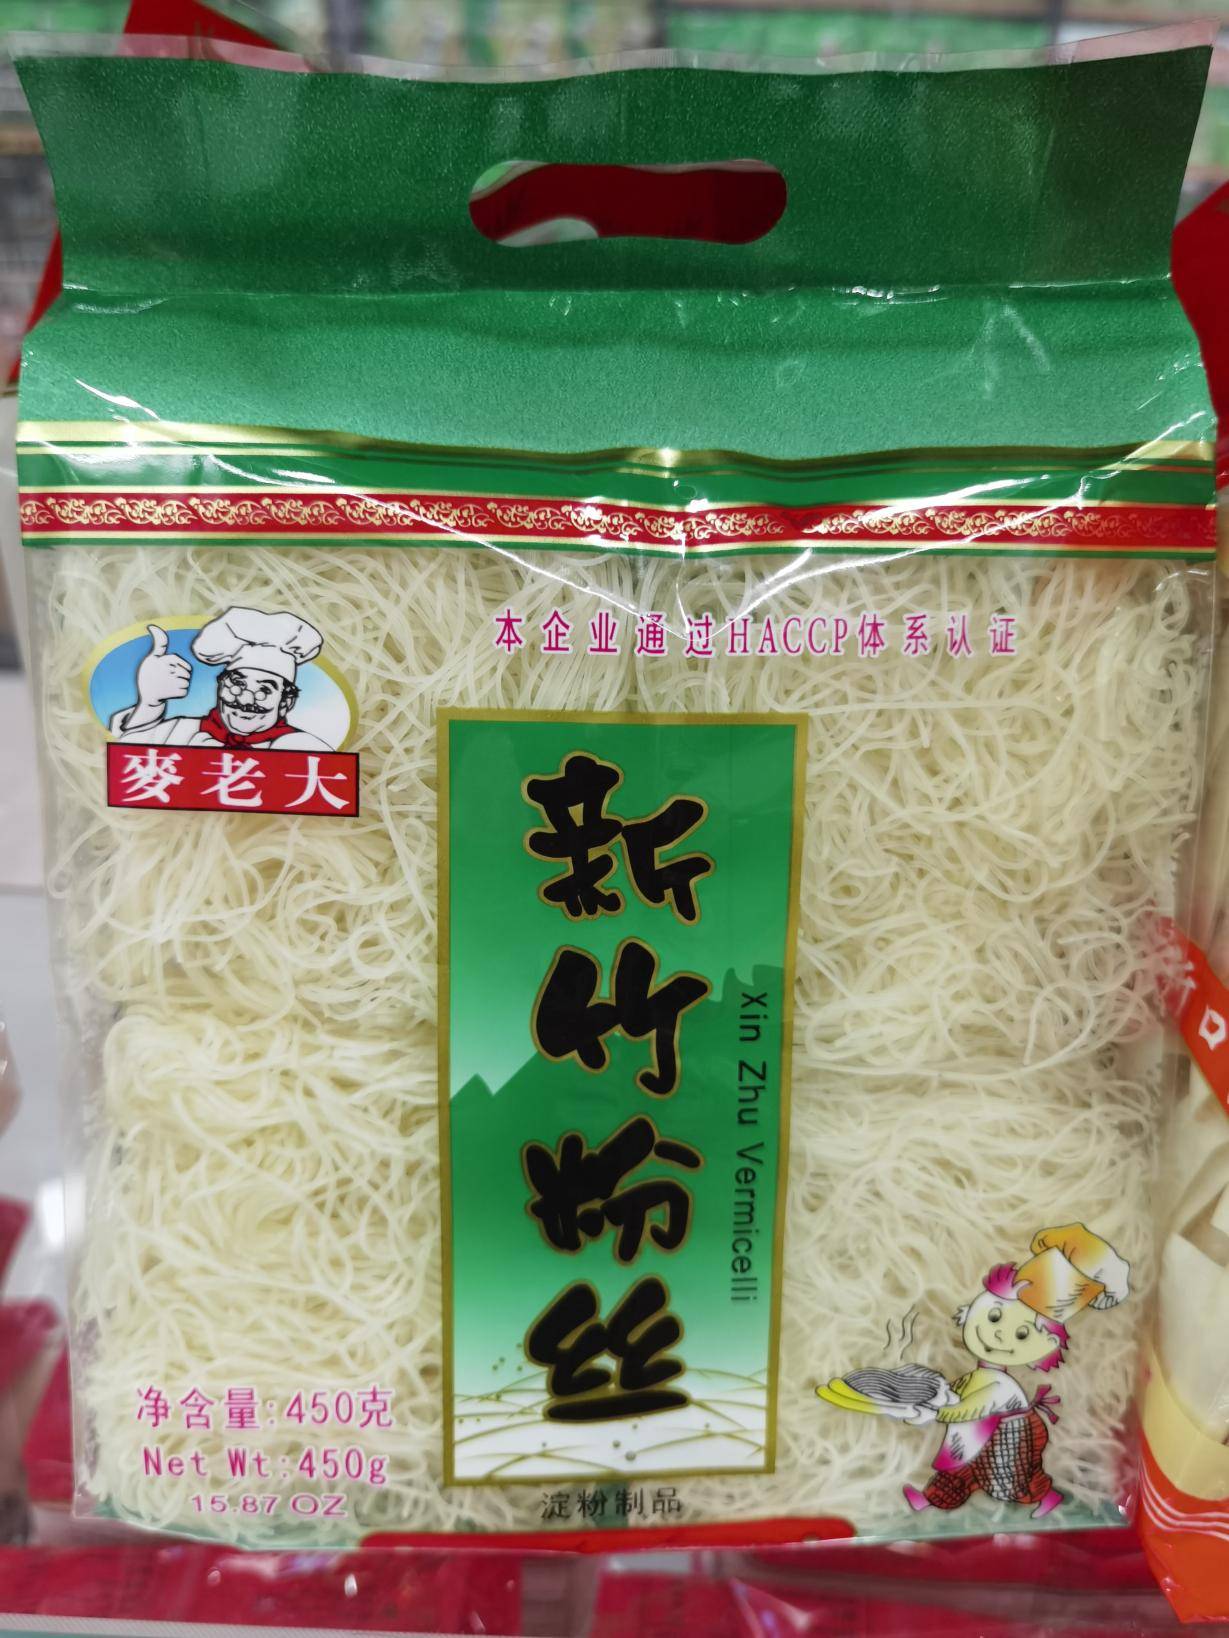 本企业通过HACCP体系认证
麥老大
新竹粉丝
Xin Zhu Vermicelli
净含量:450克
Net Wt:450g
15.87 OZ
淀粉制品
口